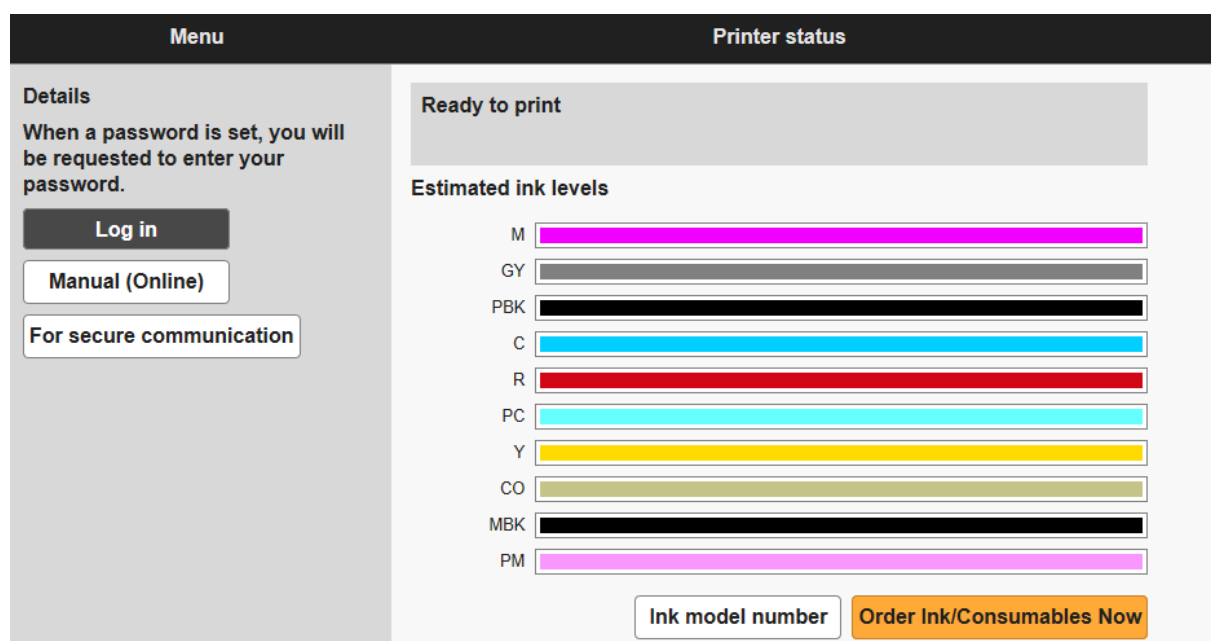 Menu
Printer status
Details
When a password is set, you will
be requested to enter your
password.
Log in
Manual (Online)
For secure communication
Ready to print
Estimated ink levels
M
GY
PBK
C
R
PC
Y
CO
MBK
PM
Ink model number
Order Ink/Consumables Now